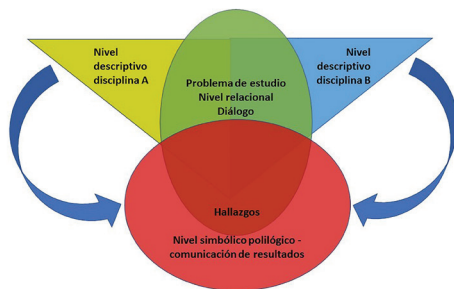 Nivel
descriptivo
disciplina A
Problema de estudio
Nivel relacional
Diálogo
Nivel
descriptivo
disciplina B
Hallazgos
Nivel simbólico polilógico -
comunicación de resultados